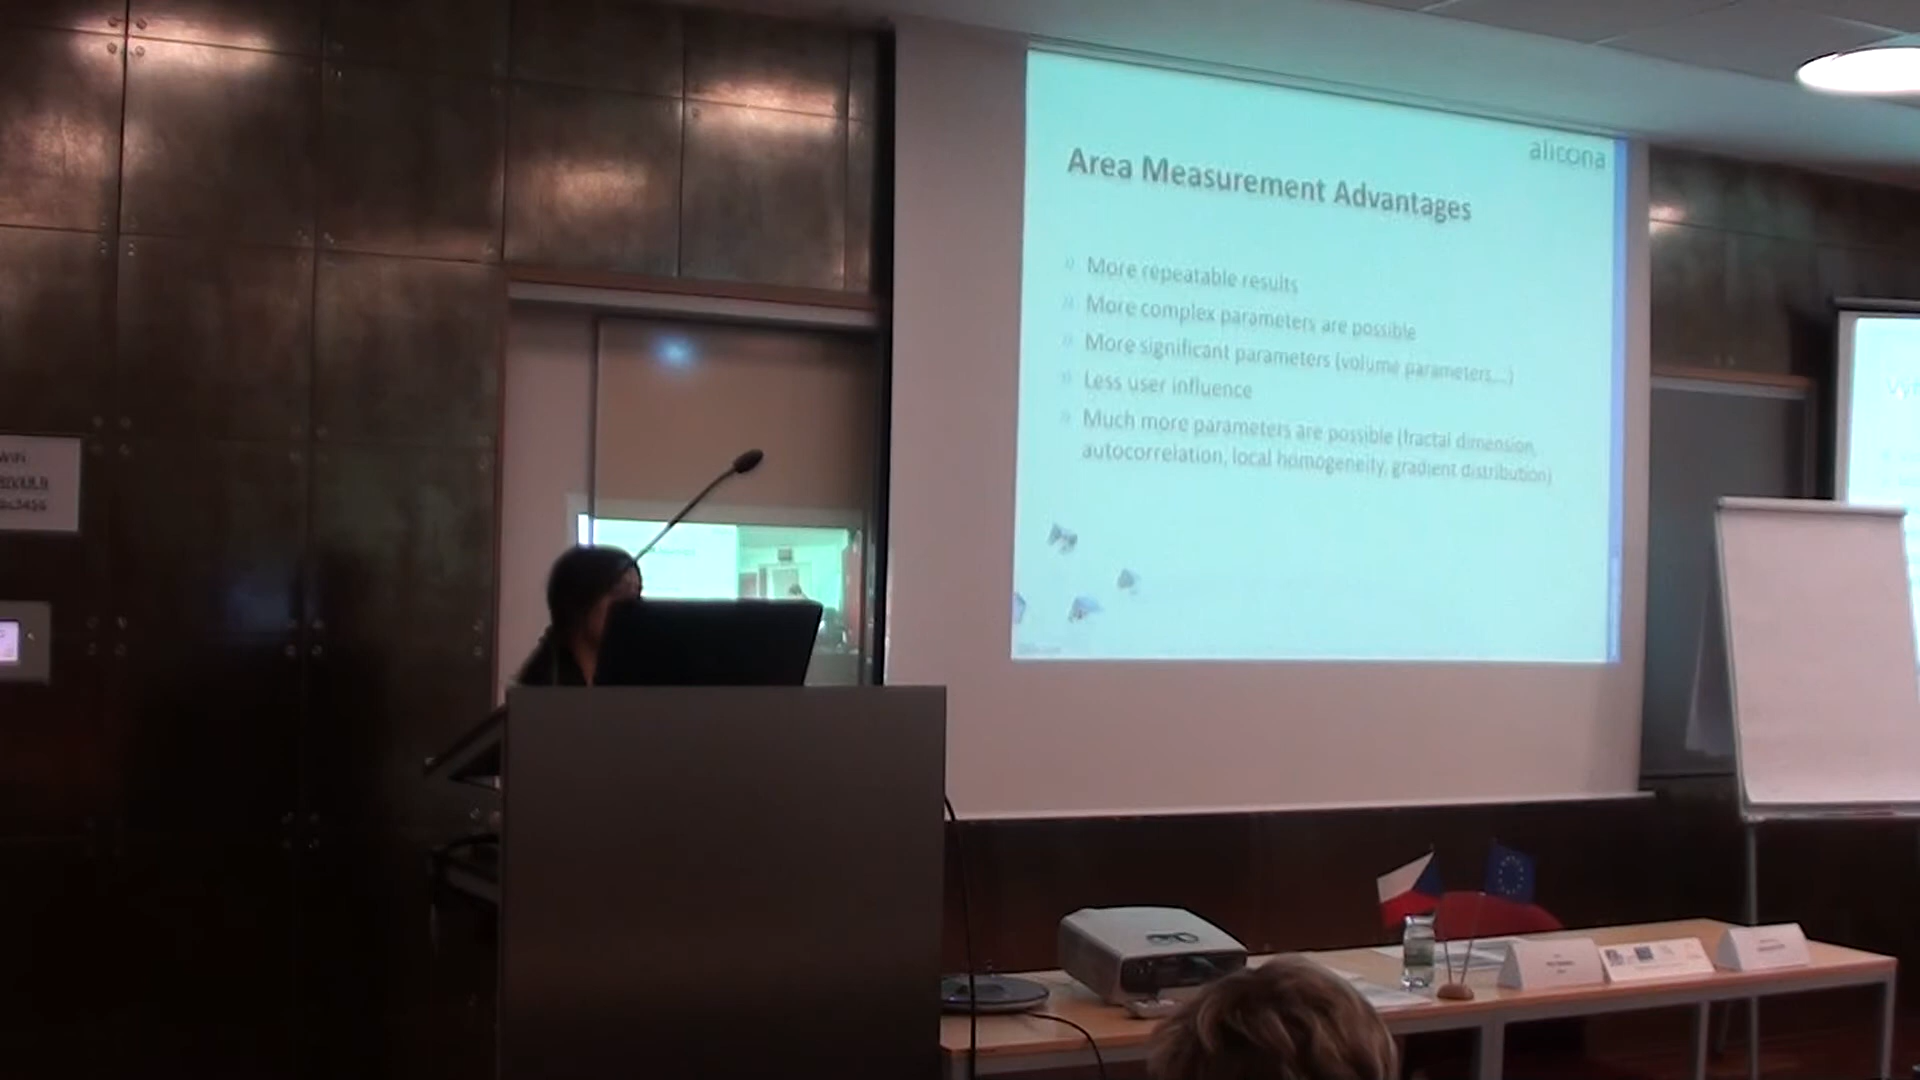 alicona
Area Measurement Advantages
» More repeatable results
» More complex parameters are possible
» More significant parameters (volume parameters...)
» Less user influence
» Much more parameters are possible (fractal dimension,
autocorrelation, local homogeneity, gradient distribution)
WiFi